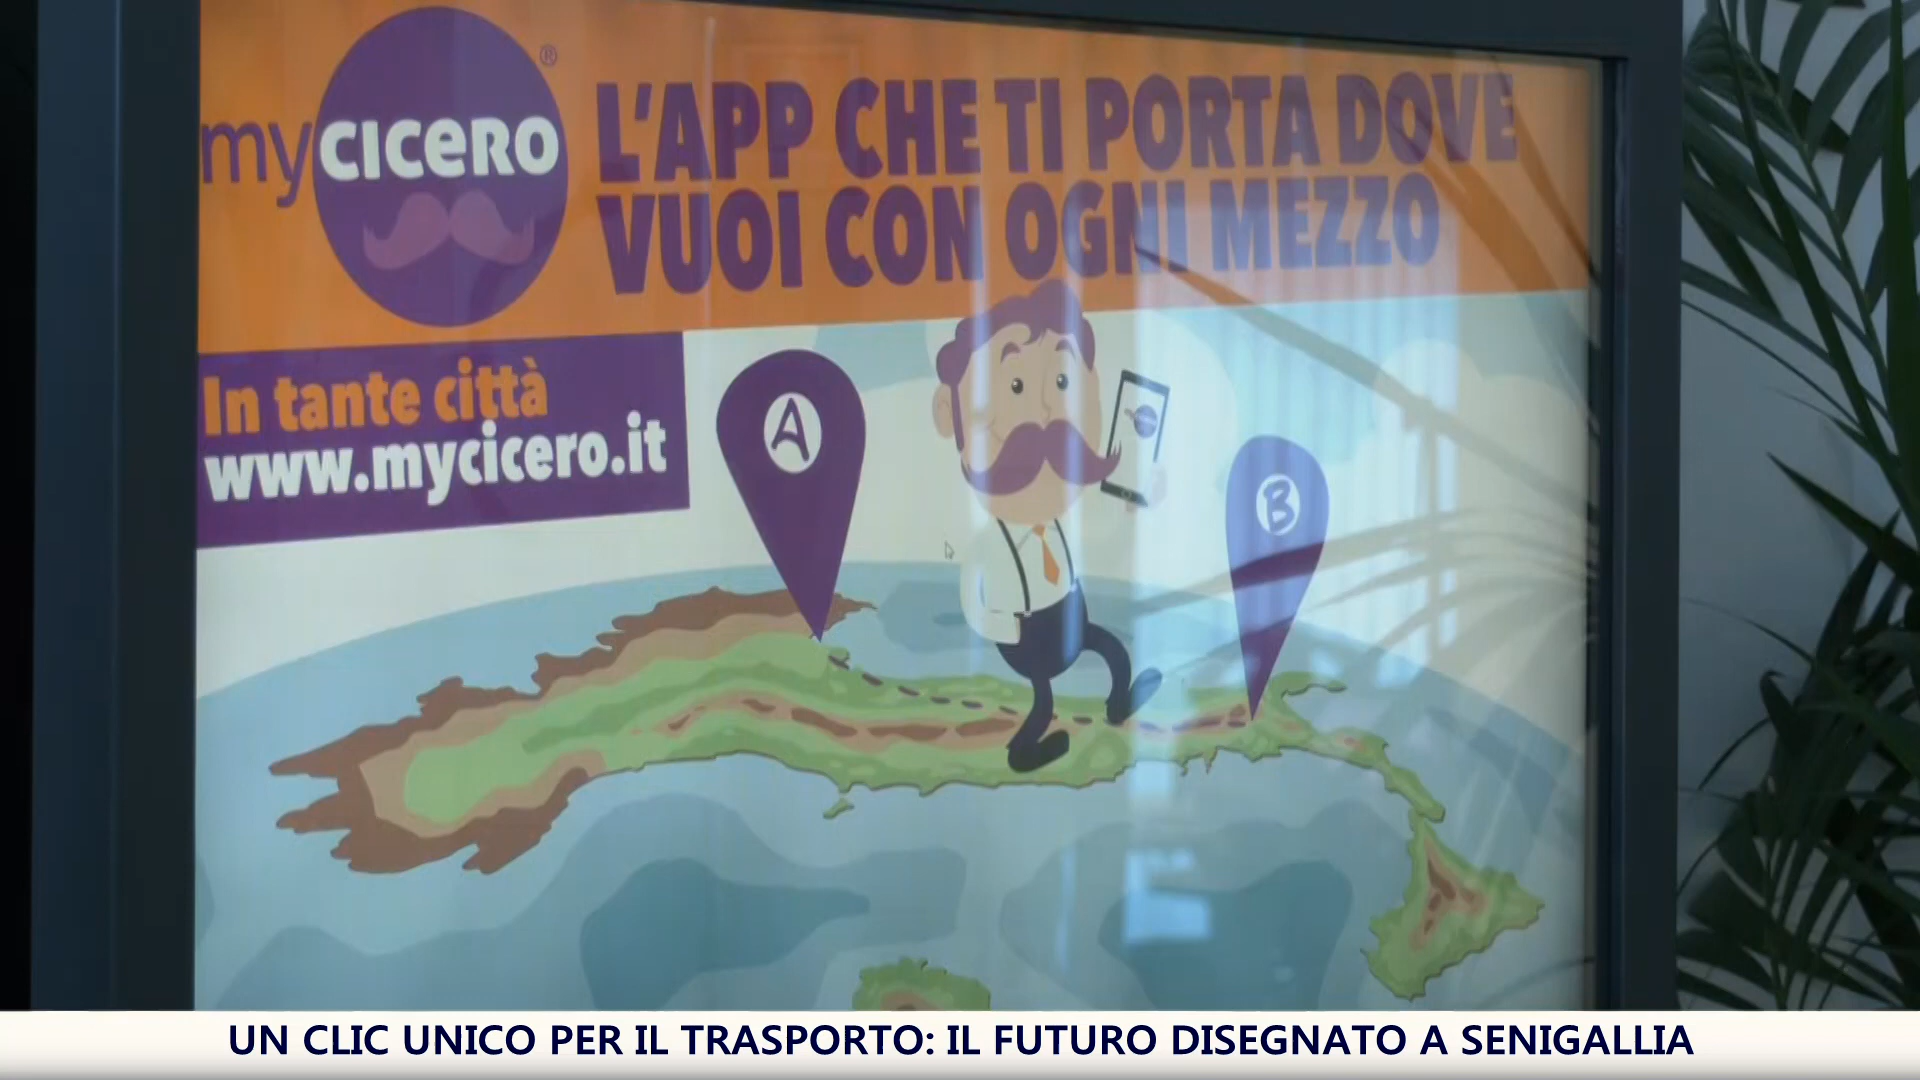 myCICERO®
L'APP CHE TI PORTA DOVE
VUOI CON OGNI MEZZO
In tante città
www.mycicero.it
A
B
UN CLIC UNICO PER IL TRASPORTO: IL FUTURO DISEGNATO A SENIGALLIA